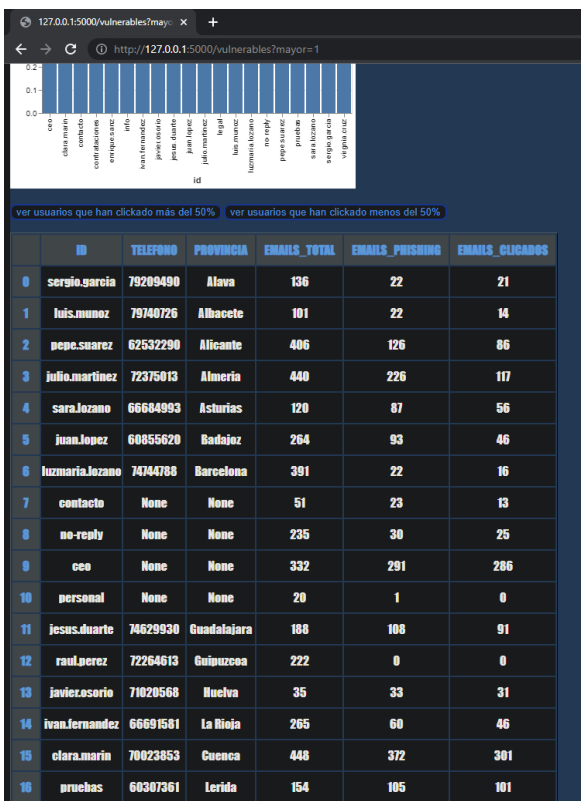 127.0.0.1:5000/vulnerables?mayo
http://127.0.0.1:5000/vulnerables?mayor=1
0.2
0.1
0.0
ceo clara.marin contacto contrataciones enrique.sanz info ivan.fernandez javier.osorio jesus.duarte juan.lopez julio.martinez legal luis.munoz luzmaria.lozano no-reply pepe.suarez pruebas sara.lozano sergio.garcia virginia.cruz
id
ver usuarios que han clickado más del 50% ver usuarios que han clickado menos del 50%
ID TELEFONO PROVINCIA EMAILS_TOTAL EMAILS_PHISHING EMAILS_CLICADOS
0 sergio.garcia 79209490 Alava 136 22 21
1 luis.munoz 79740726 Albacete 101 22 14
2 pepe.suarez 62532290 Alicante 406 126 86
3 julio.martinez 72375013 Almeria 440 226 117
4 sara.lozano 66684993 Asturias 120 87 56
5 juan.lopez 60855620 Badajoz 264 93 46
6 luzmaria.lozano 74744788 Barcelona 391 22 16
7 contacto None None 51 23 13
8 no-reply None None 235 30 25
9 ceo None None 332 291 286
10 personal None None 20 1 0
11 jesus.duarte 74629930 Guadalajara 188 108 91
12 raul.perez 72264613 Guipuzcoa 222 0 0
13 javier.osorio 71020568 Huelva 35 33 31
14 ivan.fernandez 66691581 La Rioja 265 60 46
15 clara.marin 70023853 Cuenca 448 372 301
16 pruebas 60307361 Lerida 154 105 101